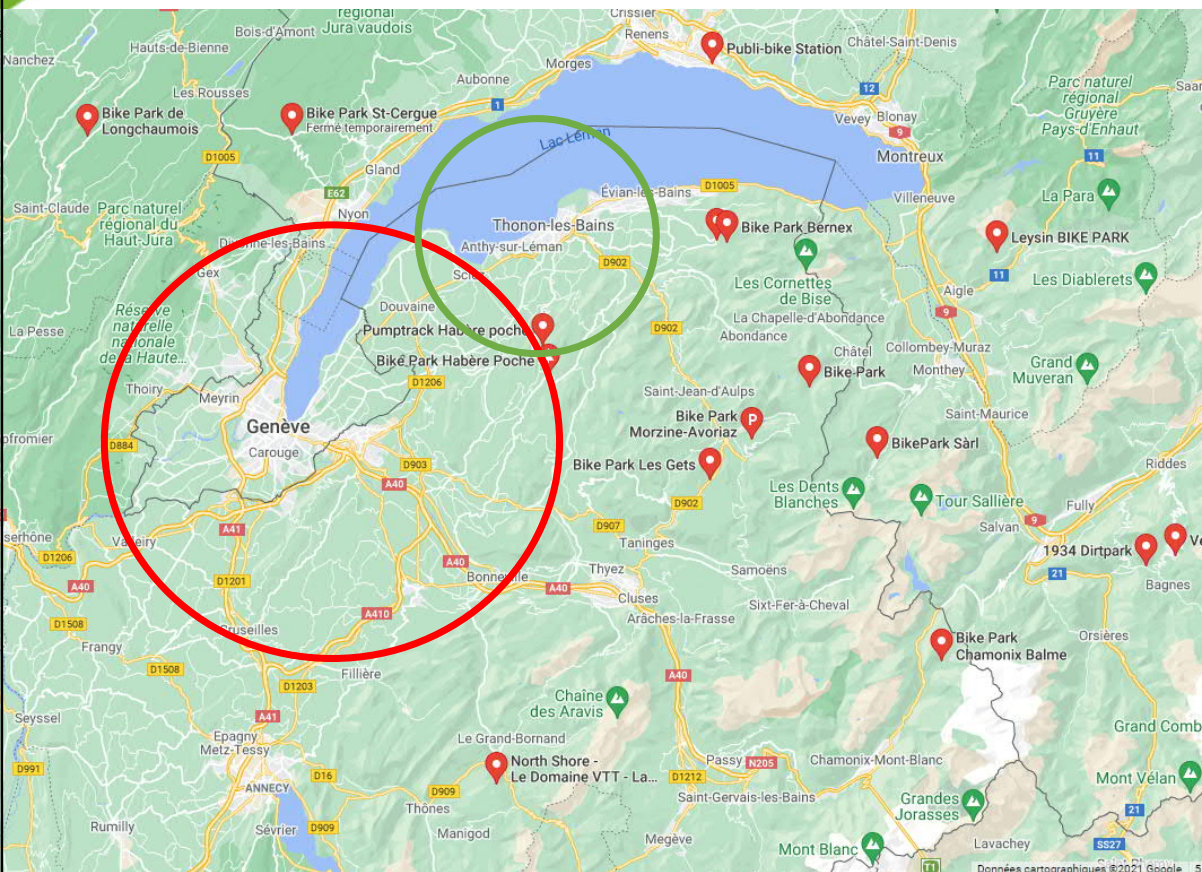 régional
Jura vaudois
Bois-d'Amont
Crissier
Renens
Publi-bike Station
Châtel-Saint-Denis
Hauts-de-Bienne
Nanchez
Morges
Aubonne
Les Rousses
1
12
Parc naturel
régional
Gruyère
Pays-d'Enhaut
Bike Park de
Longchaumois
Bike Park St-Cergue
Fermé temporairement
Vevey
Blonay
9
Lac Léman
D1005
Gland
Montreux
11
E62
Évian-les-Bains
D1005
Villeneuve
La Para
Saint-Claude
Parc naturel
régional du
Haut-Jura
Nyon
Thonon-les-Bains
Bike Park Bernex
Leysin BIKE PARK
Divonne-les-Bains
Anthy-sur-Léman
D902
Gex
Sciez
Les Cornettes
de Bise
11
Les Diablerets
Aigle
Réserve
naturelle
nationale
de la Haute...
Douvaine
La Chapelle-d'Abondance
9
La Pesse
Pumptrack Habère poche
D902
Abondance
Bike Park Habère Poche
Châtel
Bike-Park
Collombey-Muraz
Monthey
Grand
Muveran
Thoiry
Meyrin
D1206
Saint-Jean-d'Aulps
Genève
Carouge
Bike Park
Morzine-Avoriaz
P
Saint-Maurice
BikePark Sàrl
D884
D903
Bike Park Les Gets
Riddes
A40
Les Dents
Blanches
Tour Sallière
D902
Fully
A41
D907
Salvan
9
Valleiry
Taninges
D1206
1934 Dirtpark
A40
A40
Thyez
Samoëns
21
D1201
Bonneville
A40
Bagnes
Cluses
Sixt-Fer-à-Cheval
A410
Arâches-la-Frasse
D1508
Cruseilles
Orsières
Bike Park
Chamonix Balme
Frangy
D1508
Fillière
A40
D1203
Chaîne
des Aravis
Seyssel
A41
Epagny
Metz-Tessy
Le Grand-Bornand
North Shore -
Le Domaine VTT - La...
Passy
N205
Chamonix-Mont-Blanc
Grand Comb
D991
D16
D1212
Mont Vélan
ANNECY
D909
Saint-Gervais-les-Bains
Grandes
Jorasses
Thônes
21
Rumilly
Sévrier
D909
Manigod
Megève
Mont Blanc
Lavachey
SS27
T1
Données cartographiques ©2021 Google